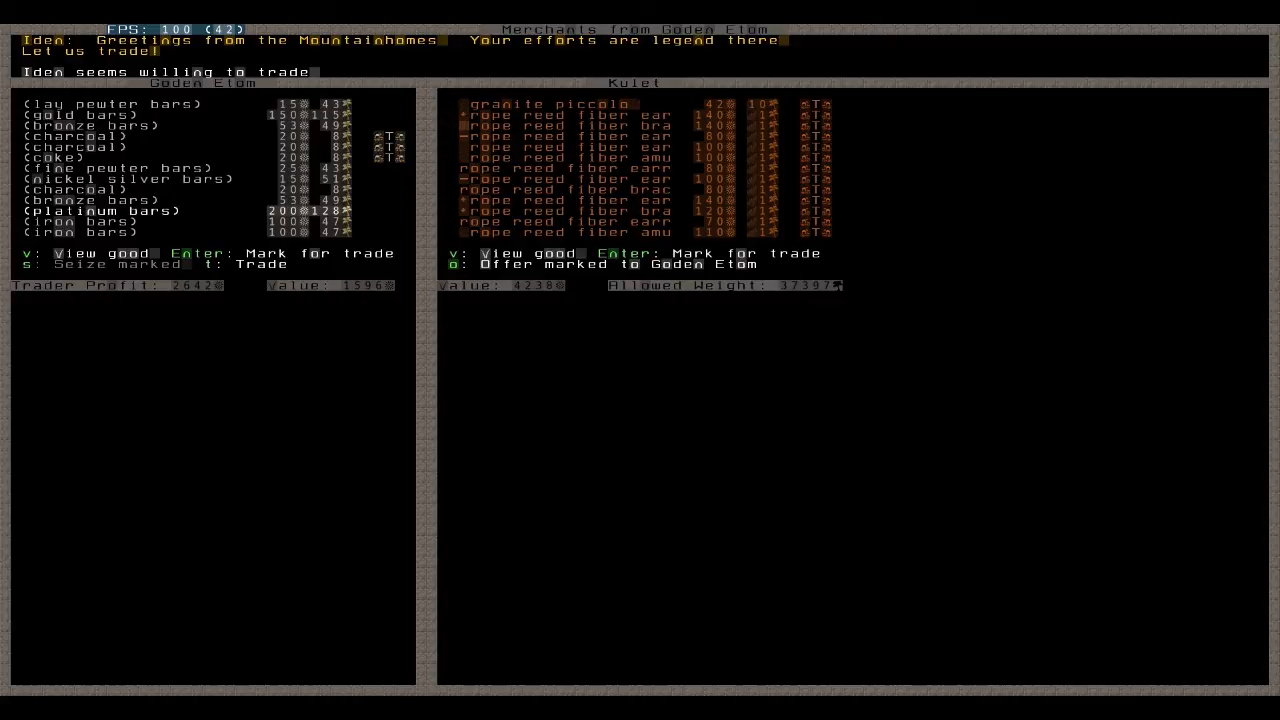 FPS: 100 (42)
Merchants from Goden Etom
Iden: Greetings from the Mountainhomes Your efforts are legend there
Let us trade!
Iden seems willing to trade
Goden Etom
(lay pewter bars) 15☼ 43
(gold bars) 150☼115
(bronze bars) 53☼ 49
(charcoal) 20☼ 8 T
(charcoal) 20☼ 8 T
(coke) 20☼ 8 T
(fine pewter bars) 25☼ 43
(nickel silver bars) 15☼ 51
(charcoal) 20☼ 8
(bronze bars) 53☼ 49
(platinum bars) 200☼128
(iron bars) 100☼ 47
(iron bars) 100☼ 47
v: View good Enter: Mark for trade
s: Seize marked t: Trade
Trader Profit: 2642☼ Value: 1596☼
Kulet
granite piccolo 42☼ 10 T
*rope reed fiber ear 140☼ 1 T
rope reed fiber bra 140☼ 1 T
—rope reed fiber ear 80☼ 1 T
rope reed fiber ear 100☼ 1 T
rope reed fiber amu 100☼ 1 T
rope reed fiber earr 80☼ 1 T
—rope reed fiber ear 100☼ 1 T
rope reed fiber brac 80☼ 1 T
*rope reed fiber ear 140☼ 1 T
*rope reed fiber bra 120☼ 1 T
rope reed fiber earr 70☼ 1 T
rope reed fiber amu 110☼ 1 T
v: View good Enter: Mark for trade
o: Offer marked to Goden Etom
Value: 4238☼ Allowed Weight: 37397